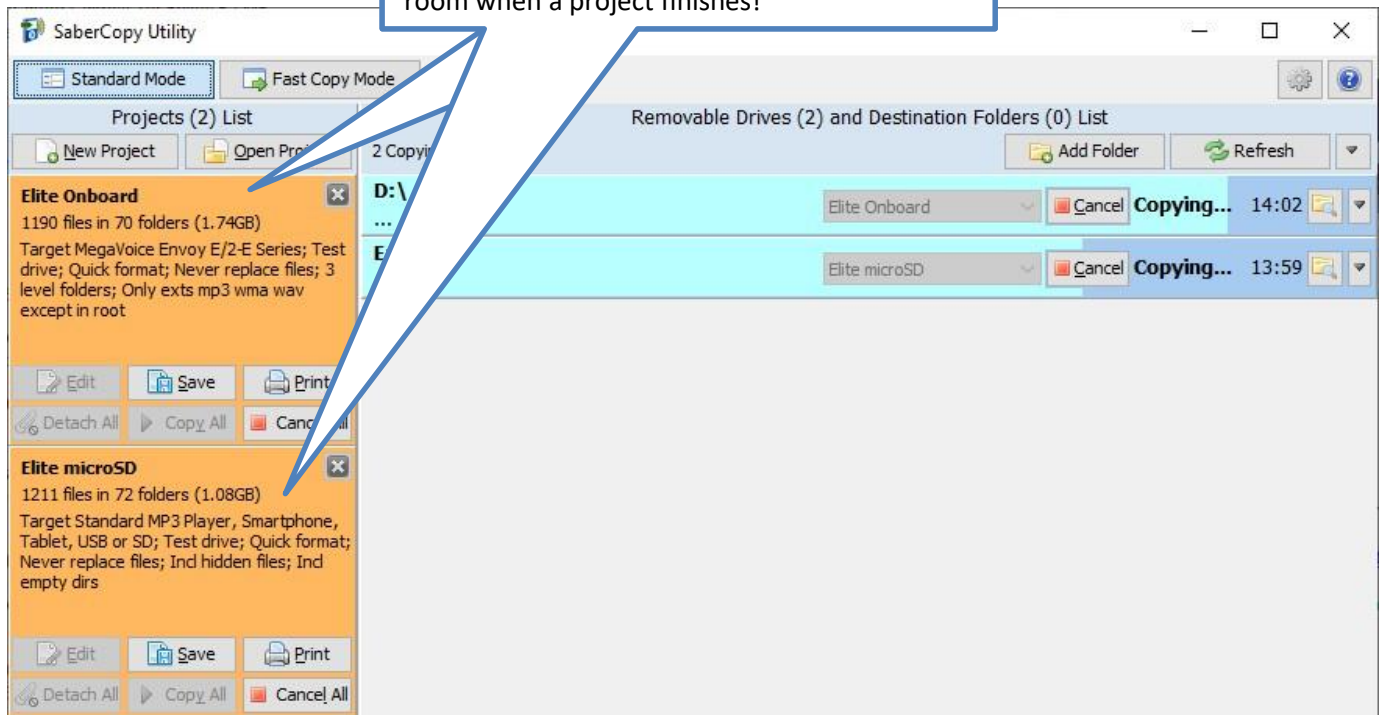 room when a project finishes!
SaberCopy Utility
Standard Mode
Fast Copy Mode
Projects (2) List
Removable Drives (2) and Destination Folders (0) List
New Project
Open
2
Add Folder
Refresh
Elite Onboard
1190 files in 70 folders (1.74GB)
Target MegaVoice Envoy E/2-E Series; Test
drive; Quick format; Never replace files; 3
level folders; Only exts mp3 wma wav
except in root
Edit
Save
Print
Detach All
Copy All
D:\
...
Elite Onboard
Cancel
Copying...
14:02
Elite microSD
Cancel
Copying...
13:59
Elite microSD
1211 files in 72 folders (1.08GB)
Target Standard MP3 Player, Smartphone,
Tablet, USB or SD; Test drive; Quick format;
Never replace files; Incl hidden files; Incl
empty dirs
Edit
Save
Print
Detach All
Copy All
Cancel All